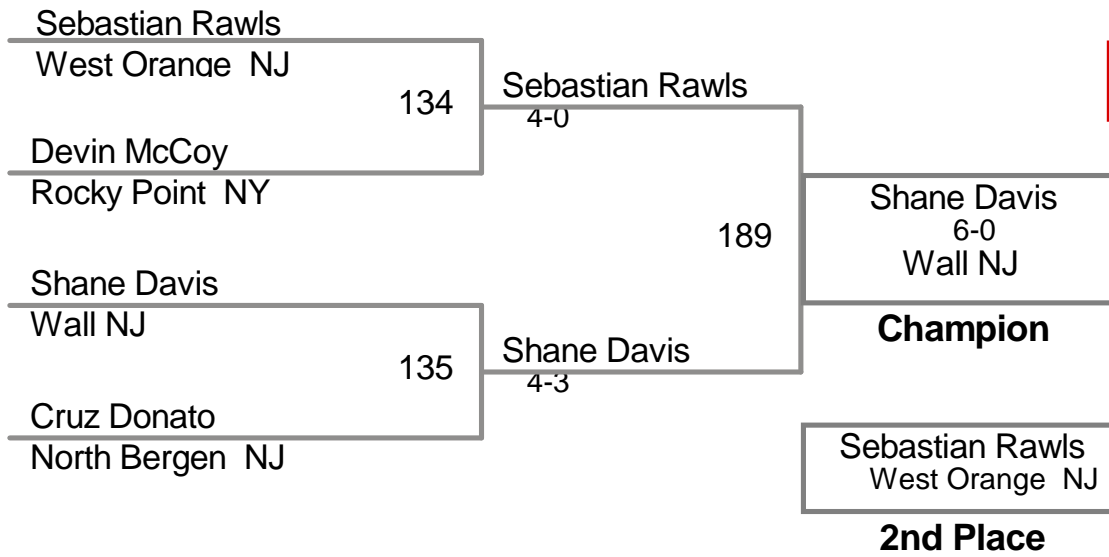 Sebastian Rawls
West Orange NJ
134
Devin McCoy
Rocky Point NY
Sebastian Rawls
4-0
Shane Davis
Wall NJ
135
Cruz Donato
North Bergen NJ
Shane Davis
4-3
189
Shane Davis
6-0
Wall NJ
Champion
Sebastian Rawls
West Orange NJ
2nd Place